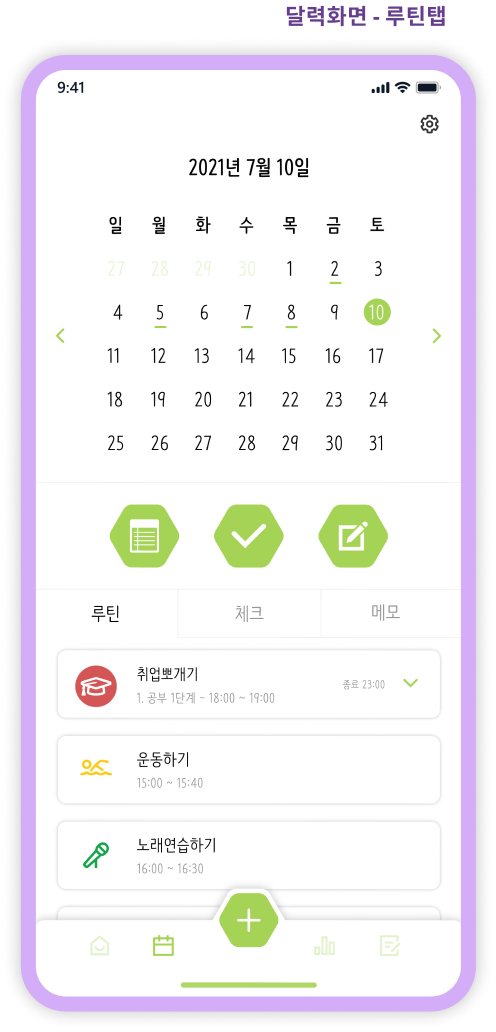 달력화면 - 루틴탭
9:41
2021년 7월 10일
일 월 화 수 목 금 토
27 28 29 30 1 2 3
4 5 6 7 8 9 10
11 12 13 14 15 16 17
18 19 20 21 22 23 24
25 26 27 28 29 30 31
루틴 체크 메모
취업뽀개기
1. 공부 1단계 - 18:00 ~ 19:00
종료 23:00
운동하기
15:00 ~ 15:40
노래연습하기
16:00 ~ 16:30